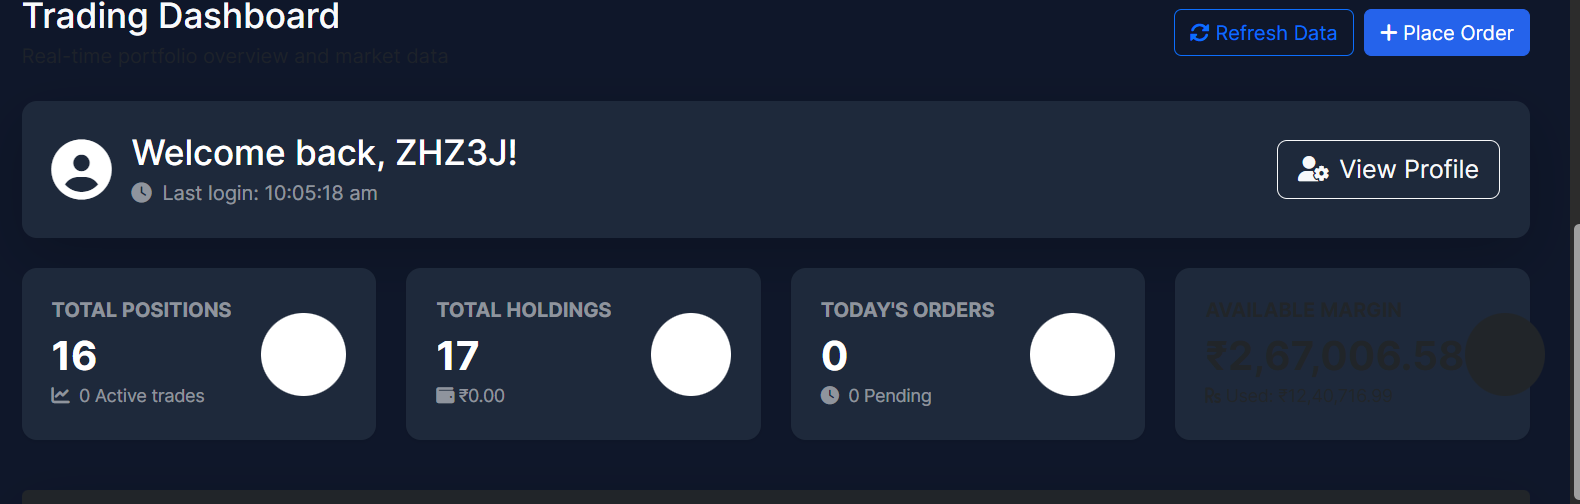 Trading Dashboard
Real-time portfolio overview and market data
Refresh Data
Place Order
Welcome back, ZHZ3J!
Last login: 10:05:18 am
View Profile
TOTAL POSITIONS
16
0 Active trades
TOTAL HOLDINGS
17
₹0.00
TODAY'S ORDERS
0
0 Pending
AVAILABLE MARGIN
₹2,67,006.58
Used: